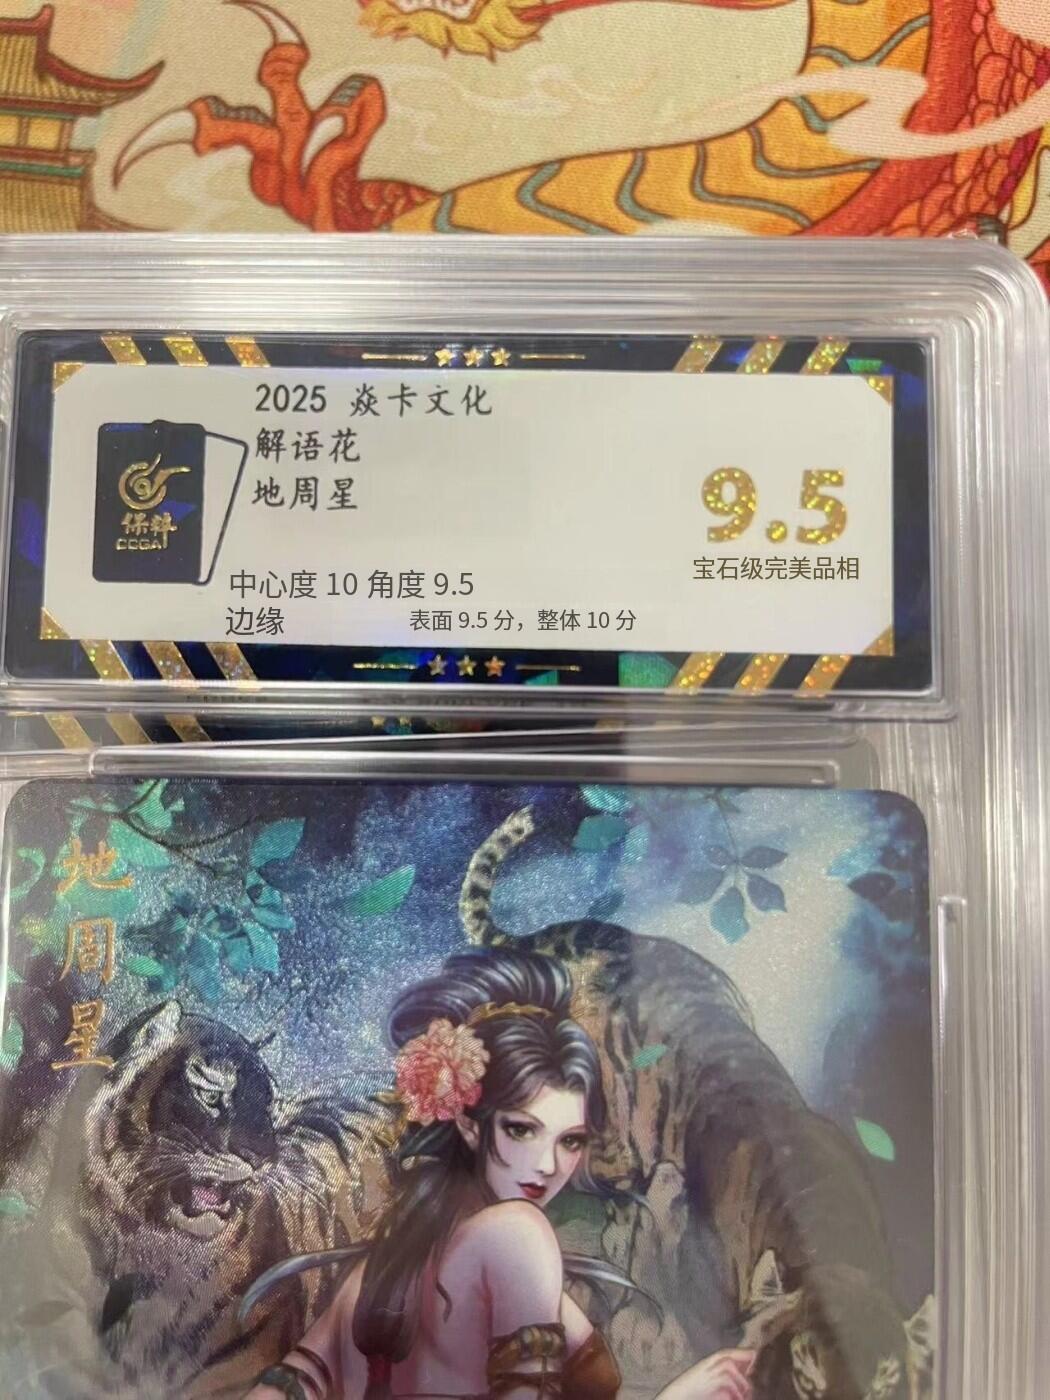 2025 焱卡文化
解语花
地周星
保粹
CCGA
9.5
宝石级完美品相
中心度 10 角度 9.5
边缘 表面 9.5 分，整体 10 分
地周星